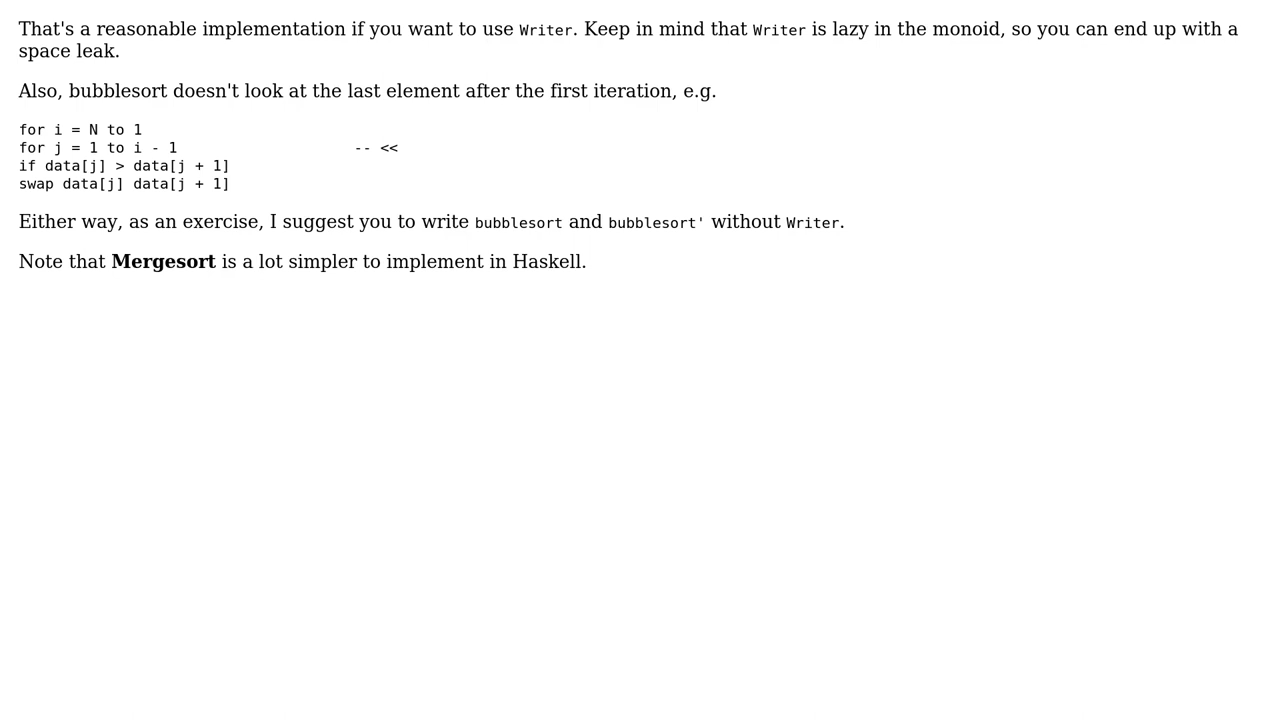 That's a reasonable implementation if you want to use Writer. Keep in mind that Writer is lazy in the monoid, so you can end up with a
space leak.
Also, bubblesort doesn't look at the last element after the first iteration, e.g.
for i = N to 1
for j = 1 to i - 1                    -- <<
if data[j] > data[j + 1]
swap data[j] data[j + 1]
Either way, as an exercise, I suggest you to write bubblesort and bubblesort' without Writer.
Note that Mergesort is a lot simpler to implement in Haskell.